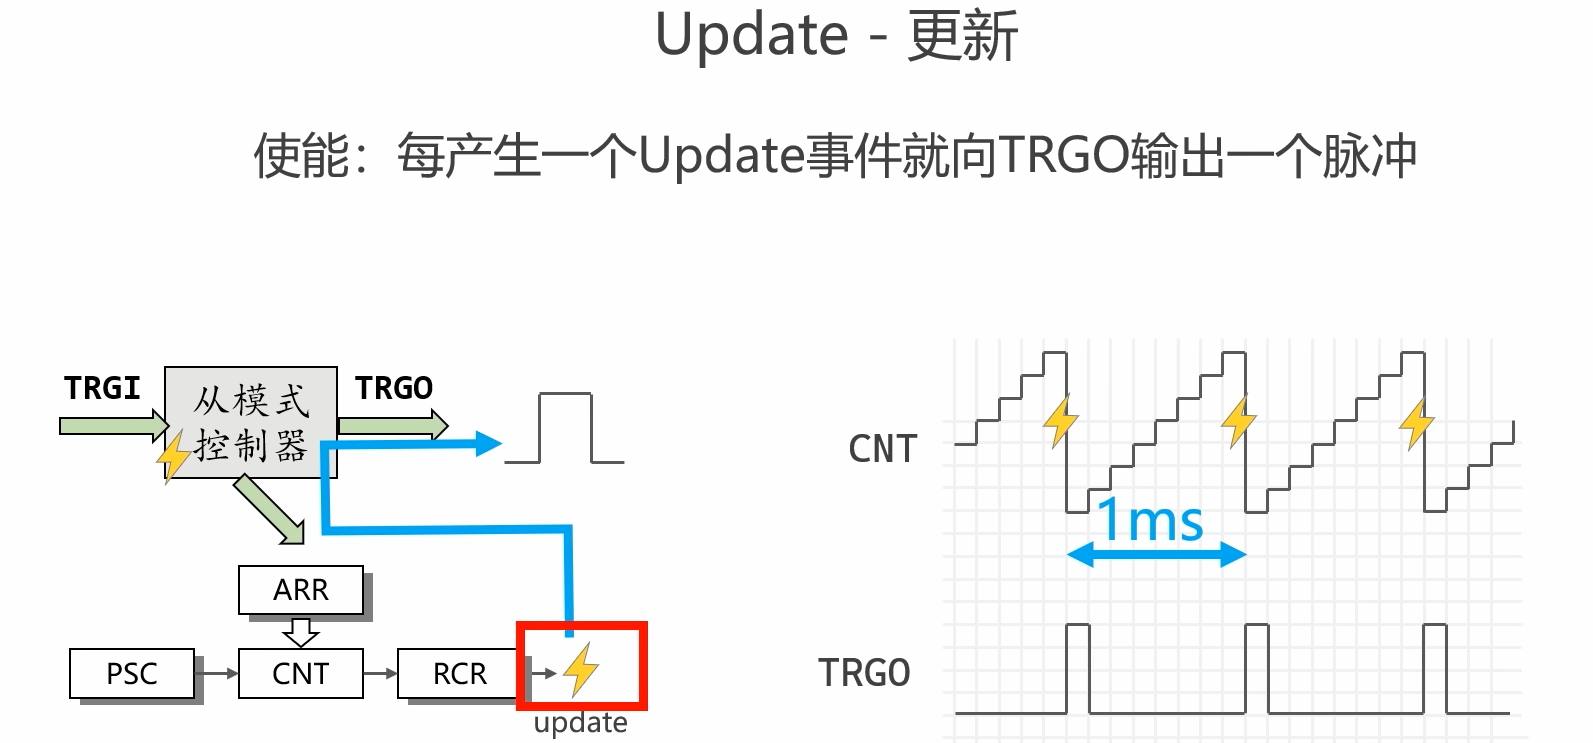 Update - 更新
使能：每产生一个Update事件就向TRGO输出一个脉冲
TRGI
从模式
控制器
TRGO
ARR
PSC
CNT
RCR
update
CNT
1ms
TRGO